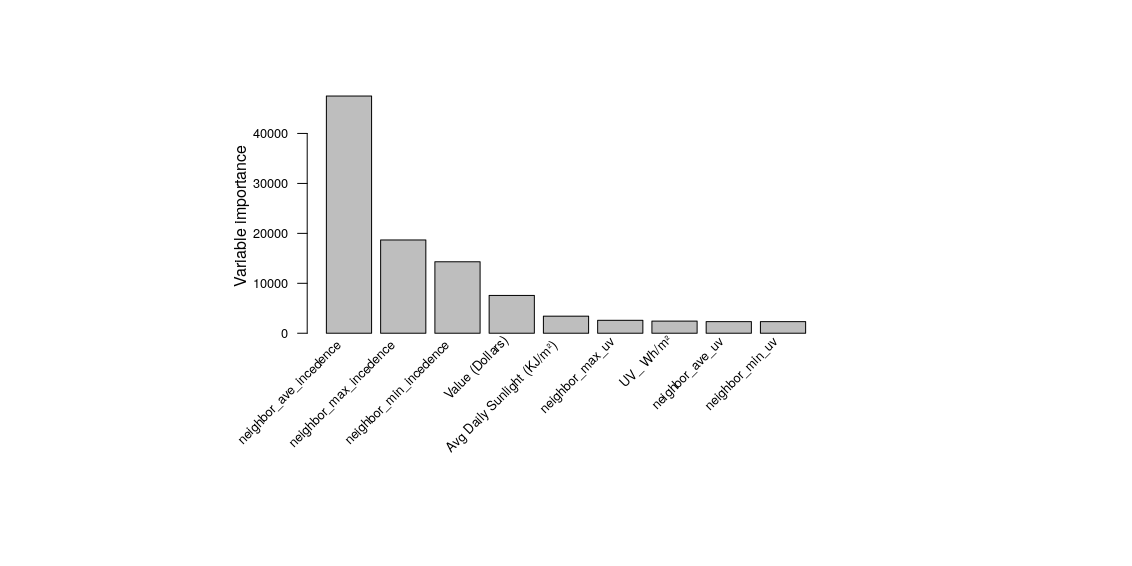 Variable Importance
40000
30000
20000
10000
0
neighbor_ave_incedence
neighbor_max_incedence
neighbor_min_incedence
Value (Dollars)
Avg Daily Sunlight (KJ/m²)
neighbor_max_uv
UV_ Wh/m²
neighbor_ave_uv
neighbor_min_uv